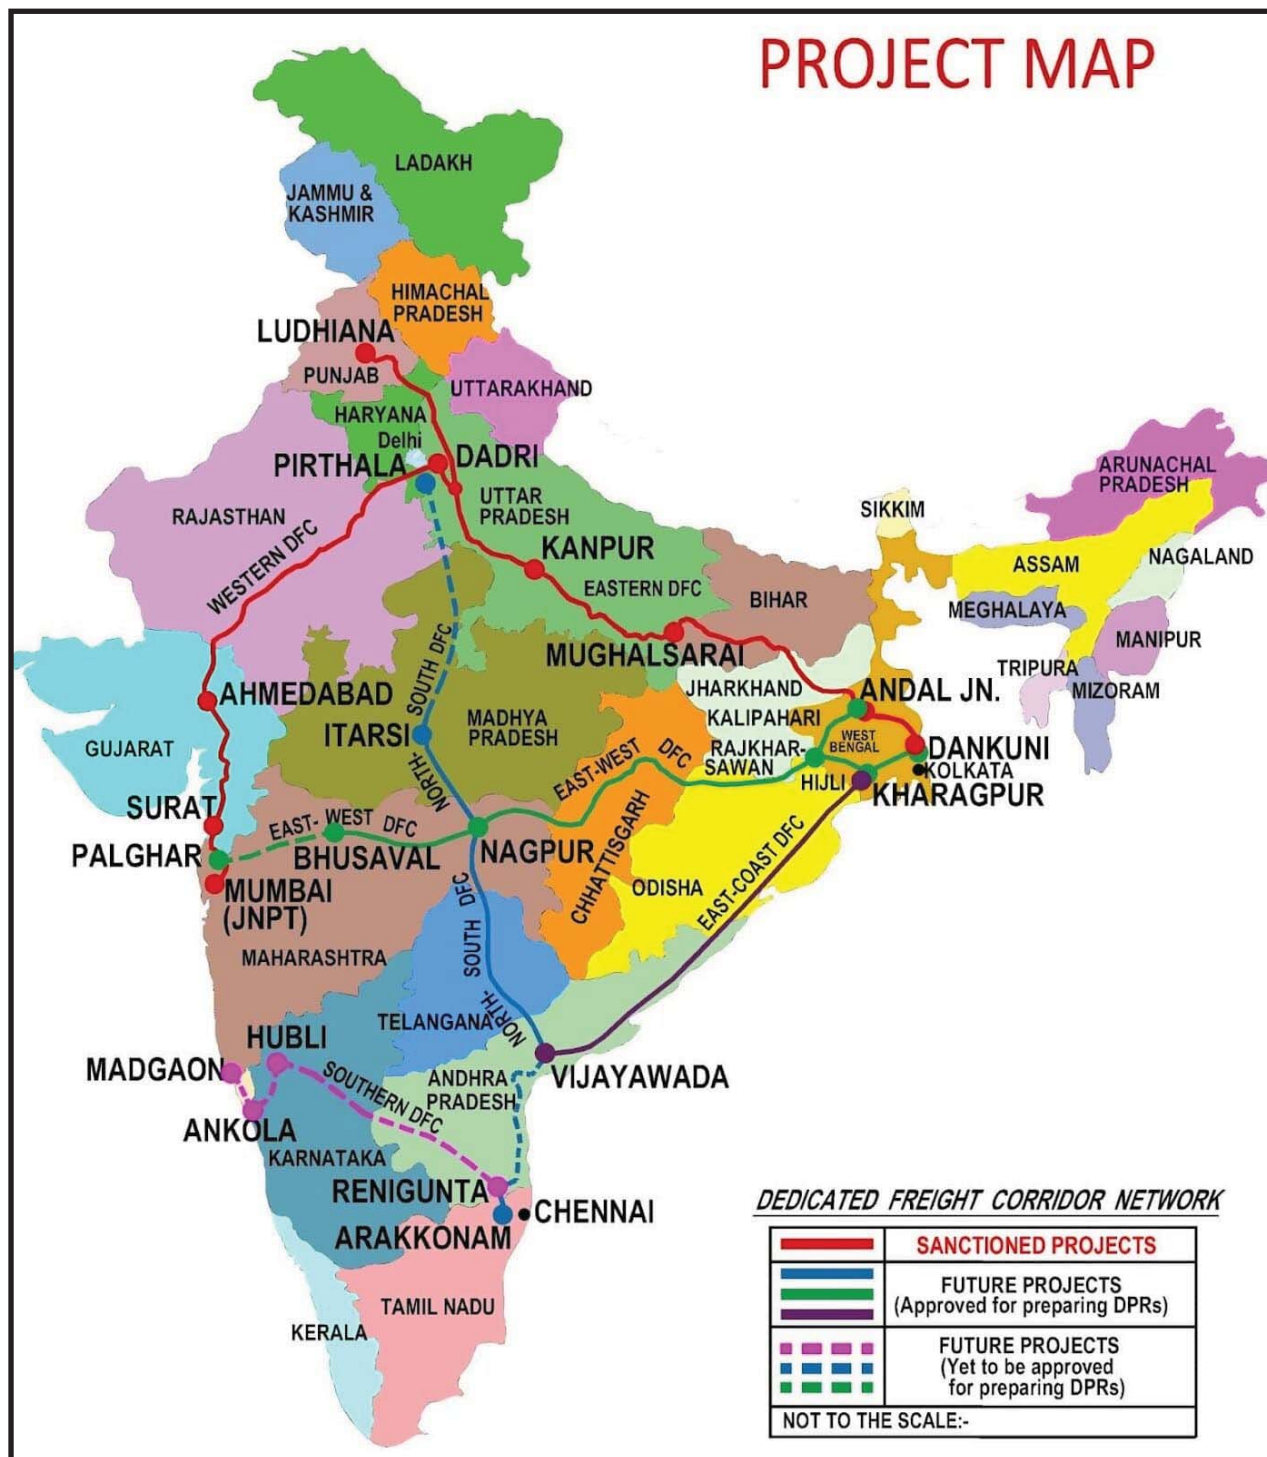 PROJECT MAP
LADAKH
JAMMU &
KASHMIR
HIMACHAL
PRADESH
LUDHIANA
PUNJAB
UTTARAKHAND
HARYANA
Delhi
PIRTHALA
DADRI
UTTAR
PRADESH
RAJASTHAN
WESTERN DFC
KANPUR
EASTERN DFC
BIHAR
SIKKIM
ARUNACHAL
PRADESH
ASSAM
NAGALAND
MEGHALAYA
MANIPUR
TRIPURA
MIZORAM
MUGHALSARAI
JHARKHAND
ANDAL JN.
KALIPAHARI
WEST
BENGAL
DANKUNI
KOLKATA
RAJKHAR-
SAWAN
HIJLI
KHARAGPUR
AHMEDABAD
GUJARAT
ITARSI
NORTH-
SOUTH DFC
MADHYA
PRADESH
EAST-WEST DFC
SURAT
PALGHAR
EAST- WEST DFC
BHUSAVAL
NAGPUR
MUMBAI
(JNPT)
CHHATTISGARH
ODISHA
EAST-COAST DFC
MAHARASHTRA
NORTH-
SOUTH DFC
TELANGANA
HUBLI
MADGAON
ANKOLA
SOUTHERN DFC
ANDHRA
PRADESH
VIJAYAWADA
KARNATAKA
RENIGUNTA
ARAKKONAM
CHENNAI
TAMIL NADU
KERALA
DEDICATED FREIGHT CORRIDOR NETWORK
SANCTIONED PROJECTS
FUTURE PROJECTS
(Approved for preparing DPRs)
FUTURE PROJECTS
(Yet to be approved
for preparing DPRs)
NOT TO THE SCALE:-